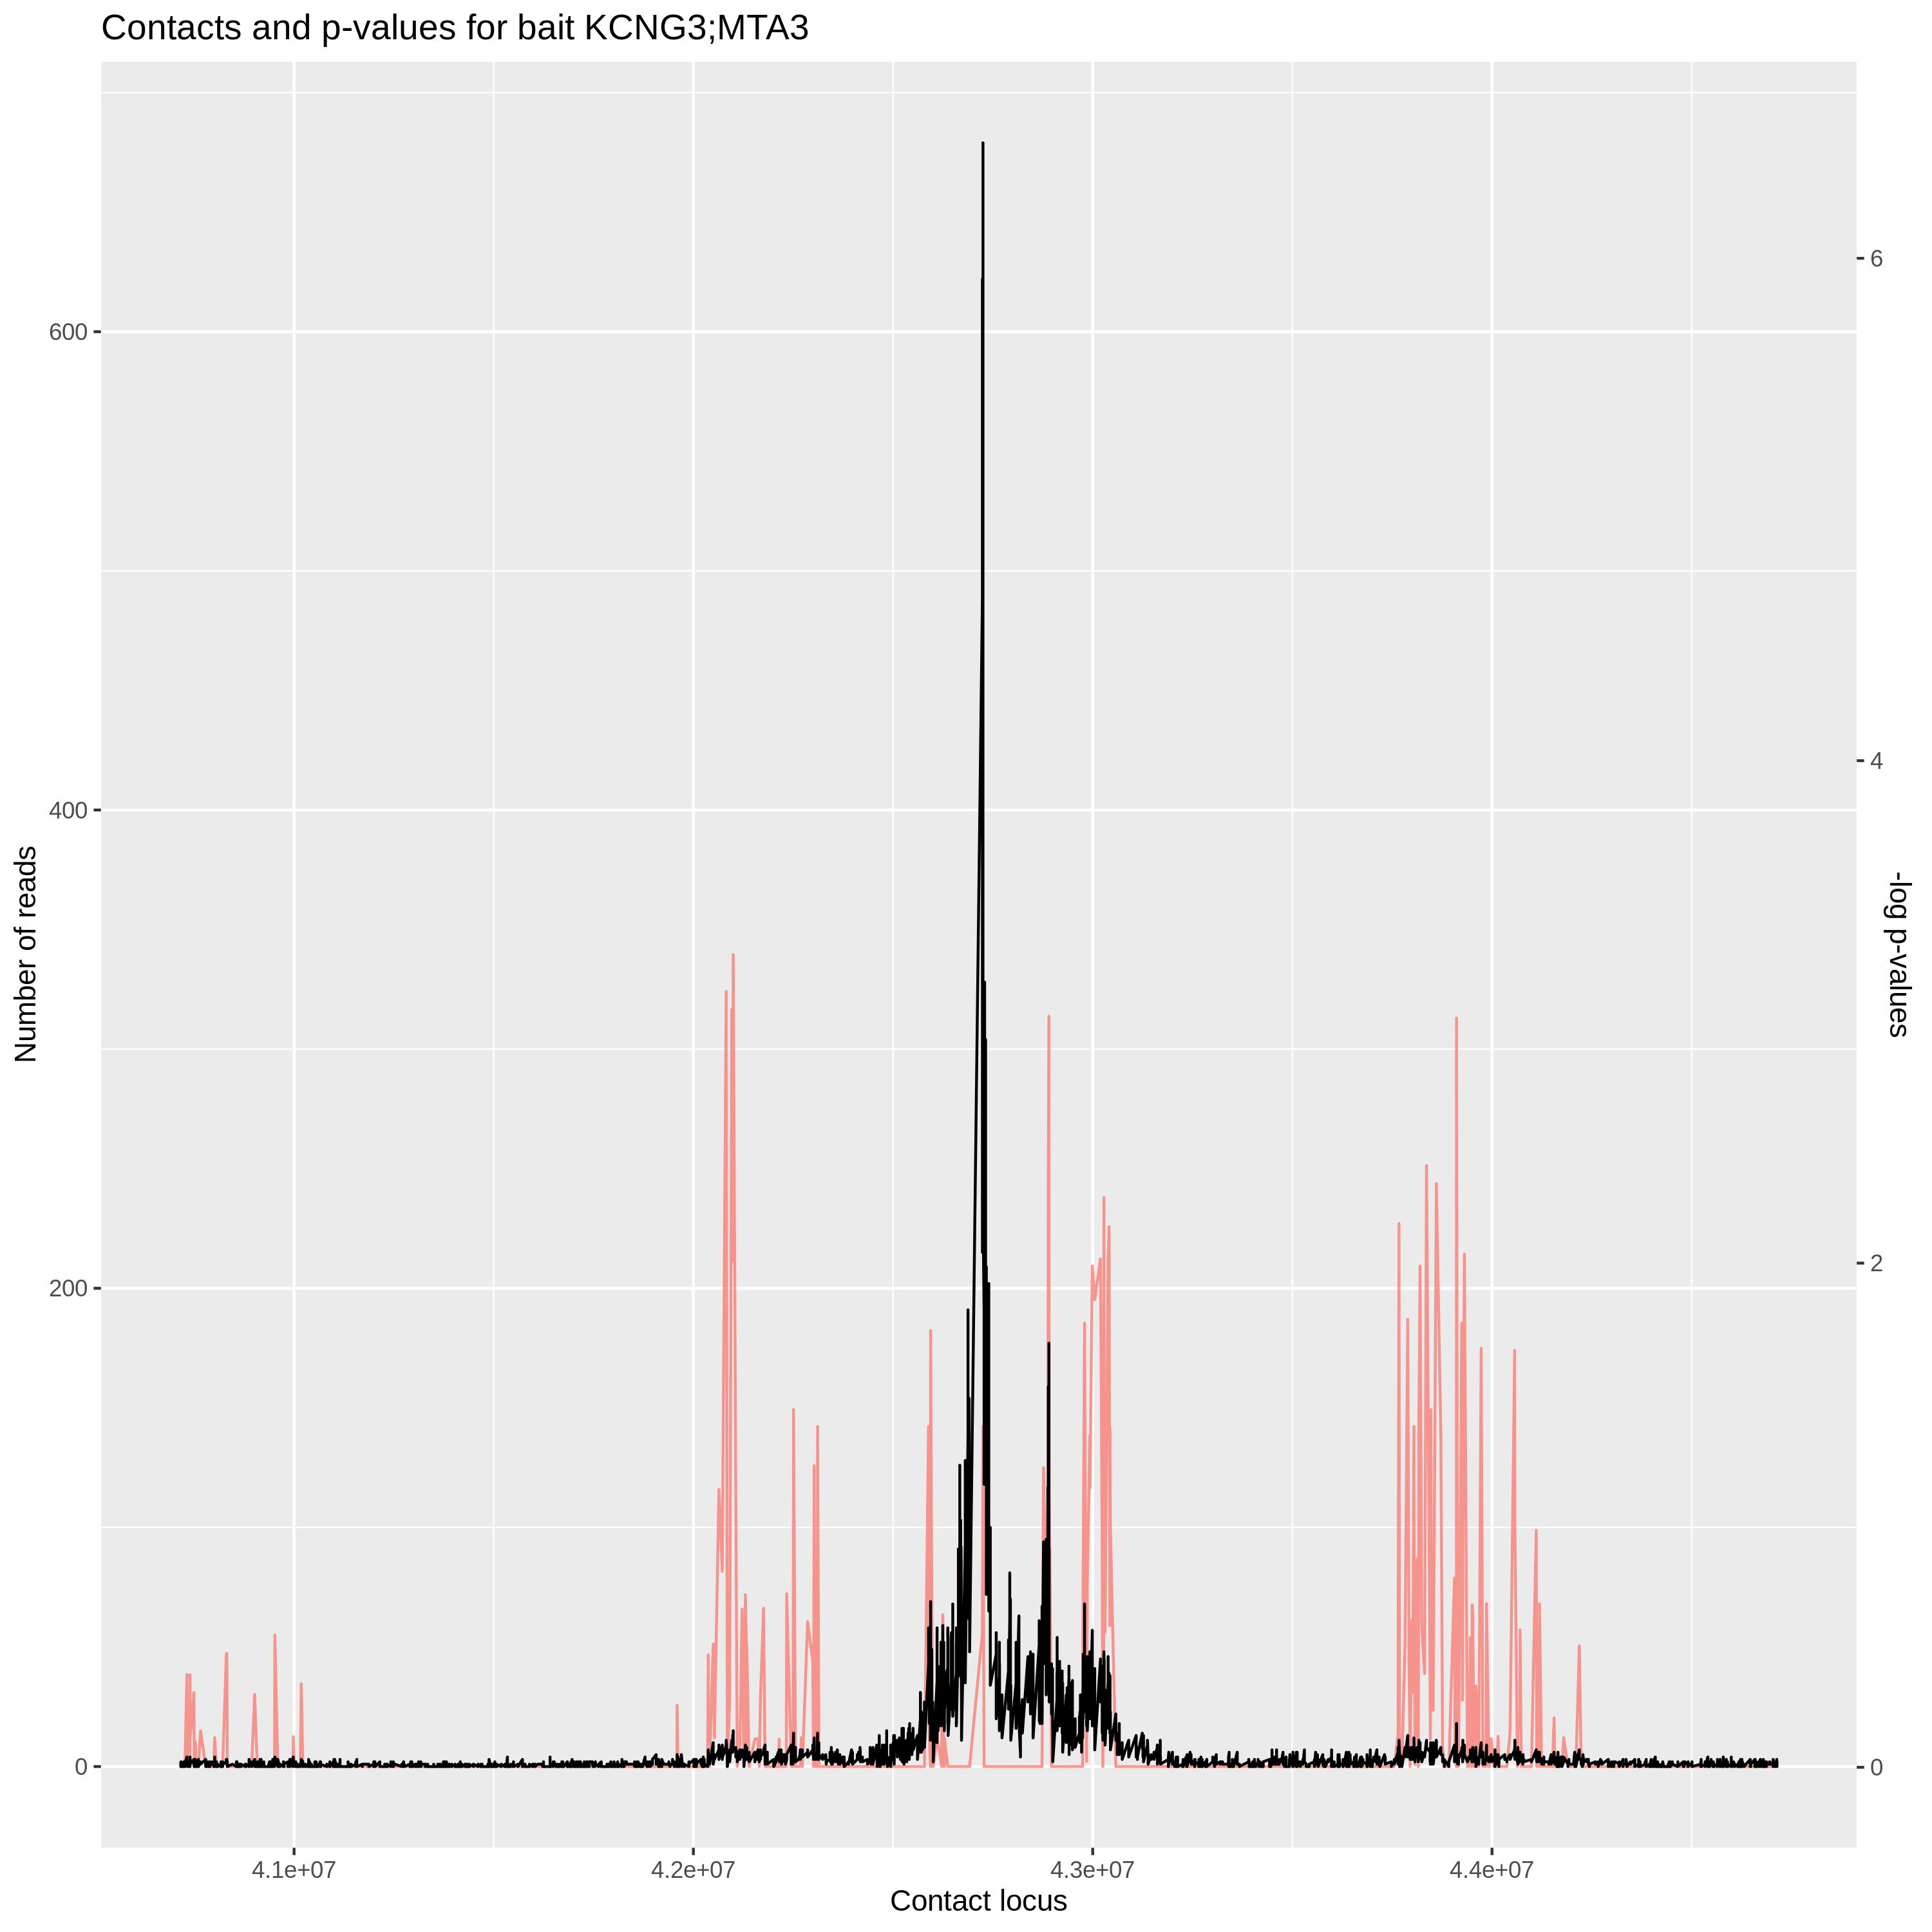 Contacts and p-values for bait KCNG3;MTA3
600
400
200
0
Number of reads
6
4
2
0
-log p-values
4.1e+07
4.2e+07
4.3e+07
4.4e+07
Contact locus